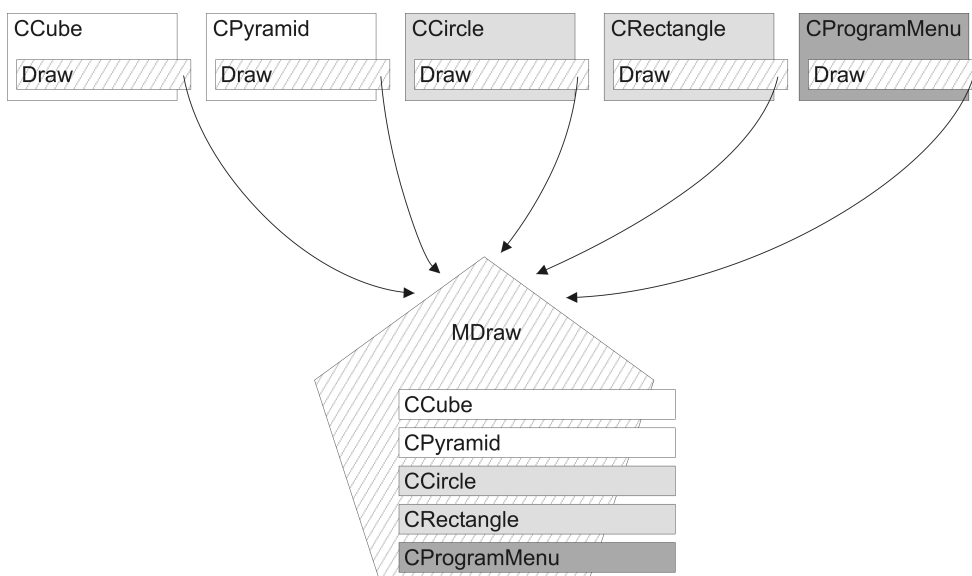 CCube
CPyramid
CCircle
CRectangle
CProgramMenu
Draw
Draw
Draw
Draw
Draw
MDraw
CCube
CPyramid
CCircle
CRectangle
CProgramMenu